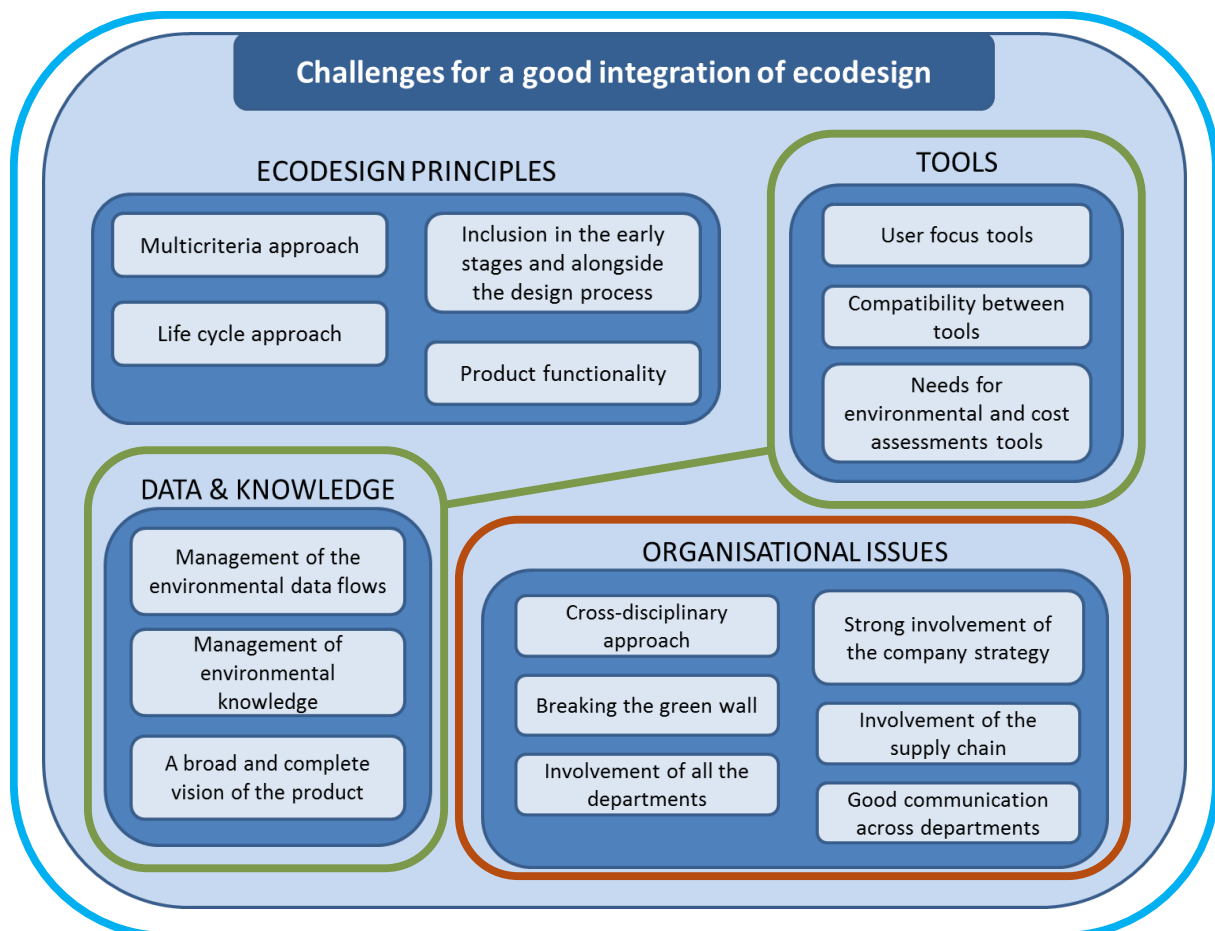 Challenges for a good integration of ecodesign
ECODESIGN PRINCIPLES
Multicriteria approach
Life cycle approach
Inclusion in the early
stages and alongside
the design process
Product functionality
TOOLS
User focus tools
Compatibility between
tools
Needs for
environmental and cost
assessments tools
DATA & KNOWLEDGE
Management of the
environmental data flows
Management of
environmental
knowledge
A broad and complete
vision of the product
ORGANISATIONAL ISSUES
Cross-disciplinary
approach
Breaking the green wall
Involvement of all the
departments
Strong involvement of
the company strategy
Involvement of the
supply chain
Good communication
across departments